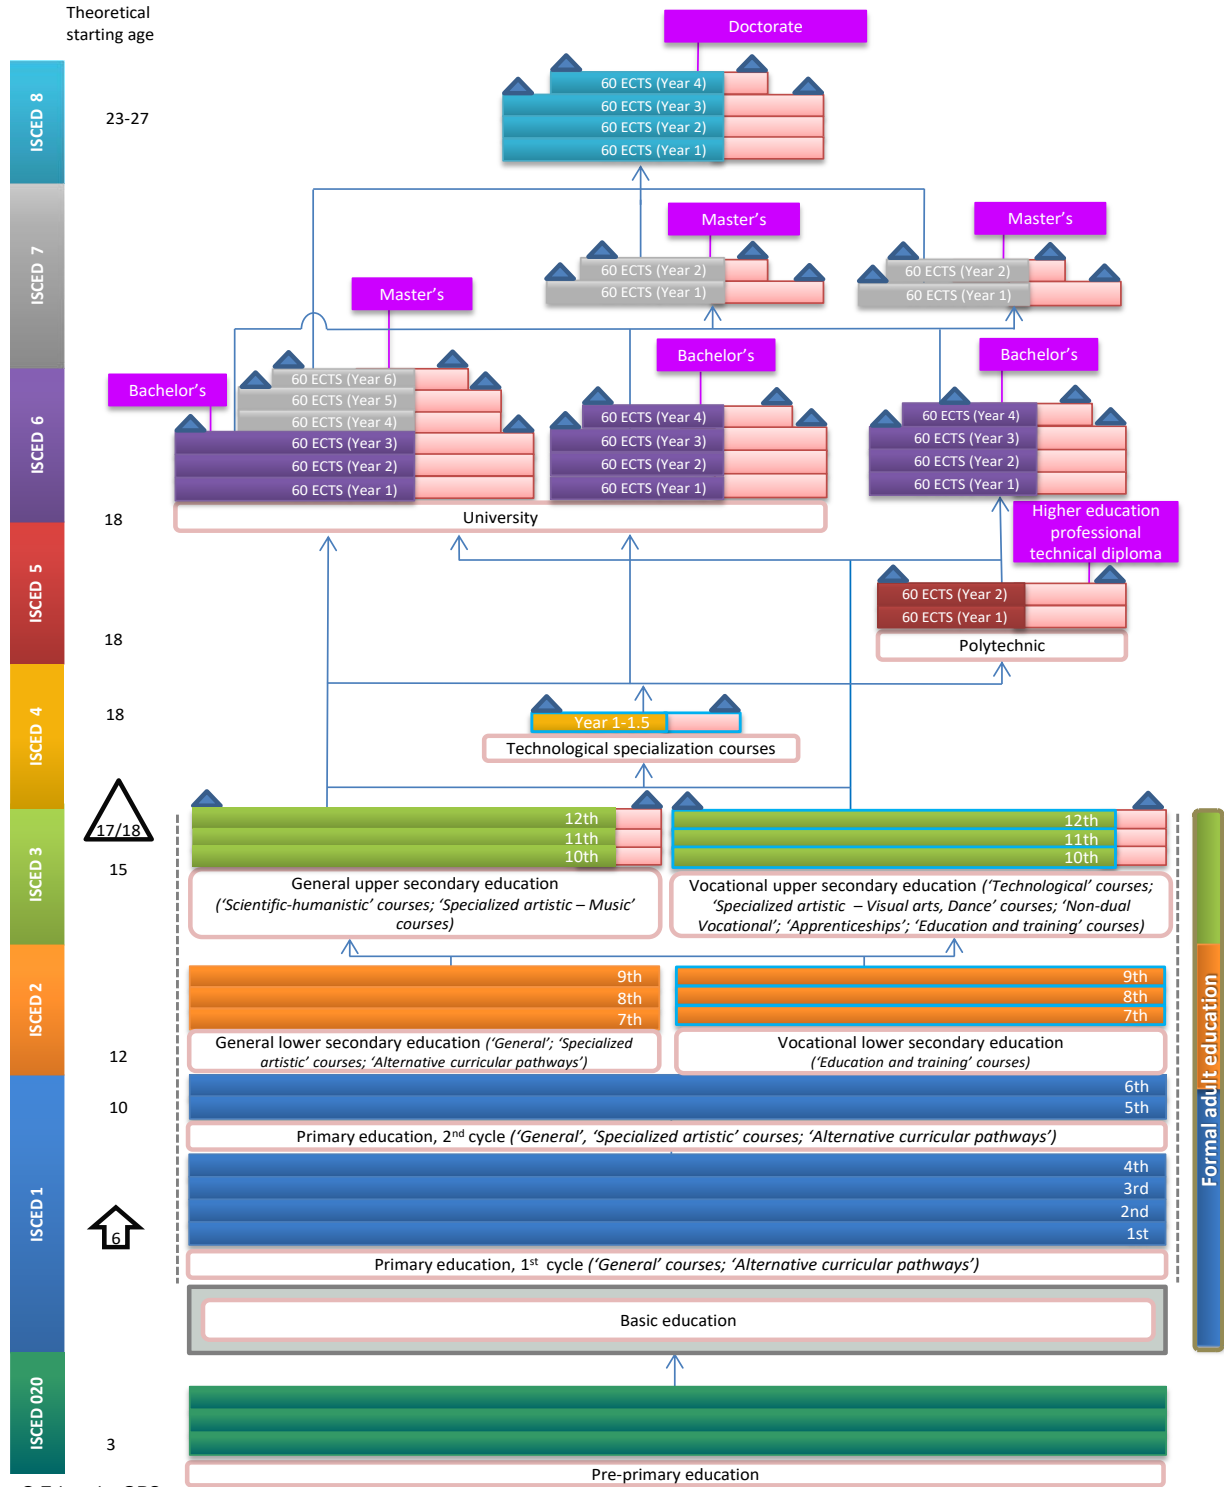 Theoretical
starting age
Doctorate
ISCED 8
23-27
60 ECTS (Year 4)
60 ECTS (Year 3)
60 ECTS (Year 2)
60 ECTS (Year 1)
ISCED 7
Master's
Master's
60 ECTS (Year 2)
60 ECTS (Year 1)
60 ECTS (Year 2)
60 ECTS (Year 1)
Master's
Bachelor's
Bachelor's
Bachelor's
ISCED 6
60 ECTS (Year 6)
60 ECTS (Year 5)
60 ECTS (Year 4)
60 ECTS (Year 3)
60 ECTS (Year 2)
60 ECTS (Year 1)
60 ECTS (Year 4)
60 ECTS (Year 3)
60 ECTS (Year 2)
60 ECTS (Year 1)
60 ECTS (Year 4)
60 ECTS (Year 3)
60 ECTS (Year 2)
60 ECTS (Year 1)
18
University
Higher education
professional
technical diploma
ISCED 5
60 ECTS (Year 2)
60 ECTS (Year 1)
18
Polytechnic
ISCED 4
18
Year 1-1.5
Technological specialization courses
17/18
ISCED 3
15
12th
11th
10th
12th
11th
10th
General upper secondary education
('Scientific-humanistic' courses; 'Specialized artistic – Music'
courses)
Vocational upper secondary education ('Technological' courses;
'Specialized artistic – Visual arts, Dance' courses; 'Non-dual
Vocational'; 'Apprenticeships'; 'Education and training' courses)
ISCED 2
9th
8th
7th
9th
8th
7th
12
General lower secondary education ('General'; 'Specialized
artistic' courses; 'Alternative curricular pathways')
Vocational lower secondary education
('Education and training' courses)
Formal adult education
ISCED 1
10
6th
5th
Primary education, 2nd cycle ('General', 'Specialized artistic' courses; 'Alternative curricular pathways')
4th
3rd
2nd
1st
6
Primary education, 1st cycle ('General' courses; 'Alternative curricular pathways')
Basic education
ISCED 020
3
Pre-primary education